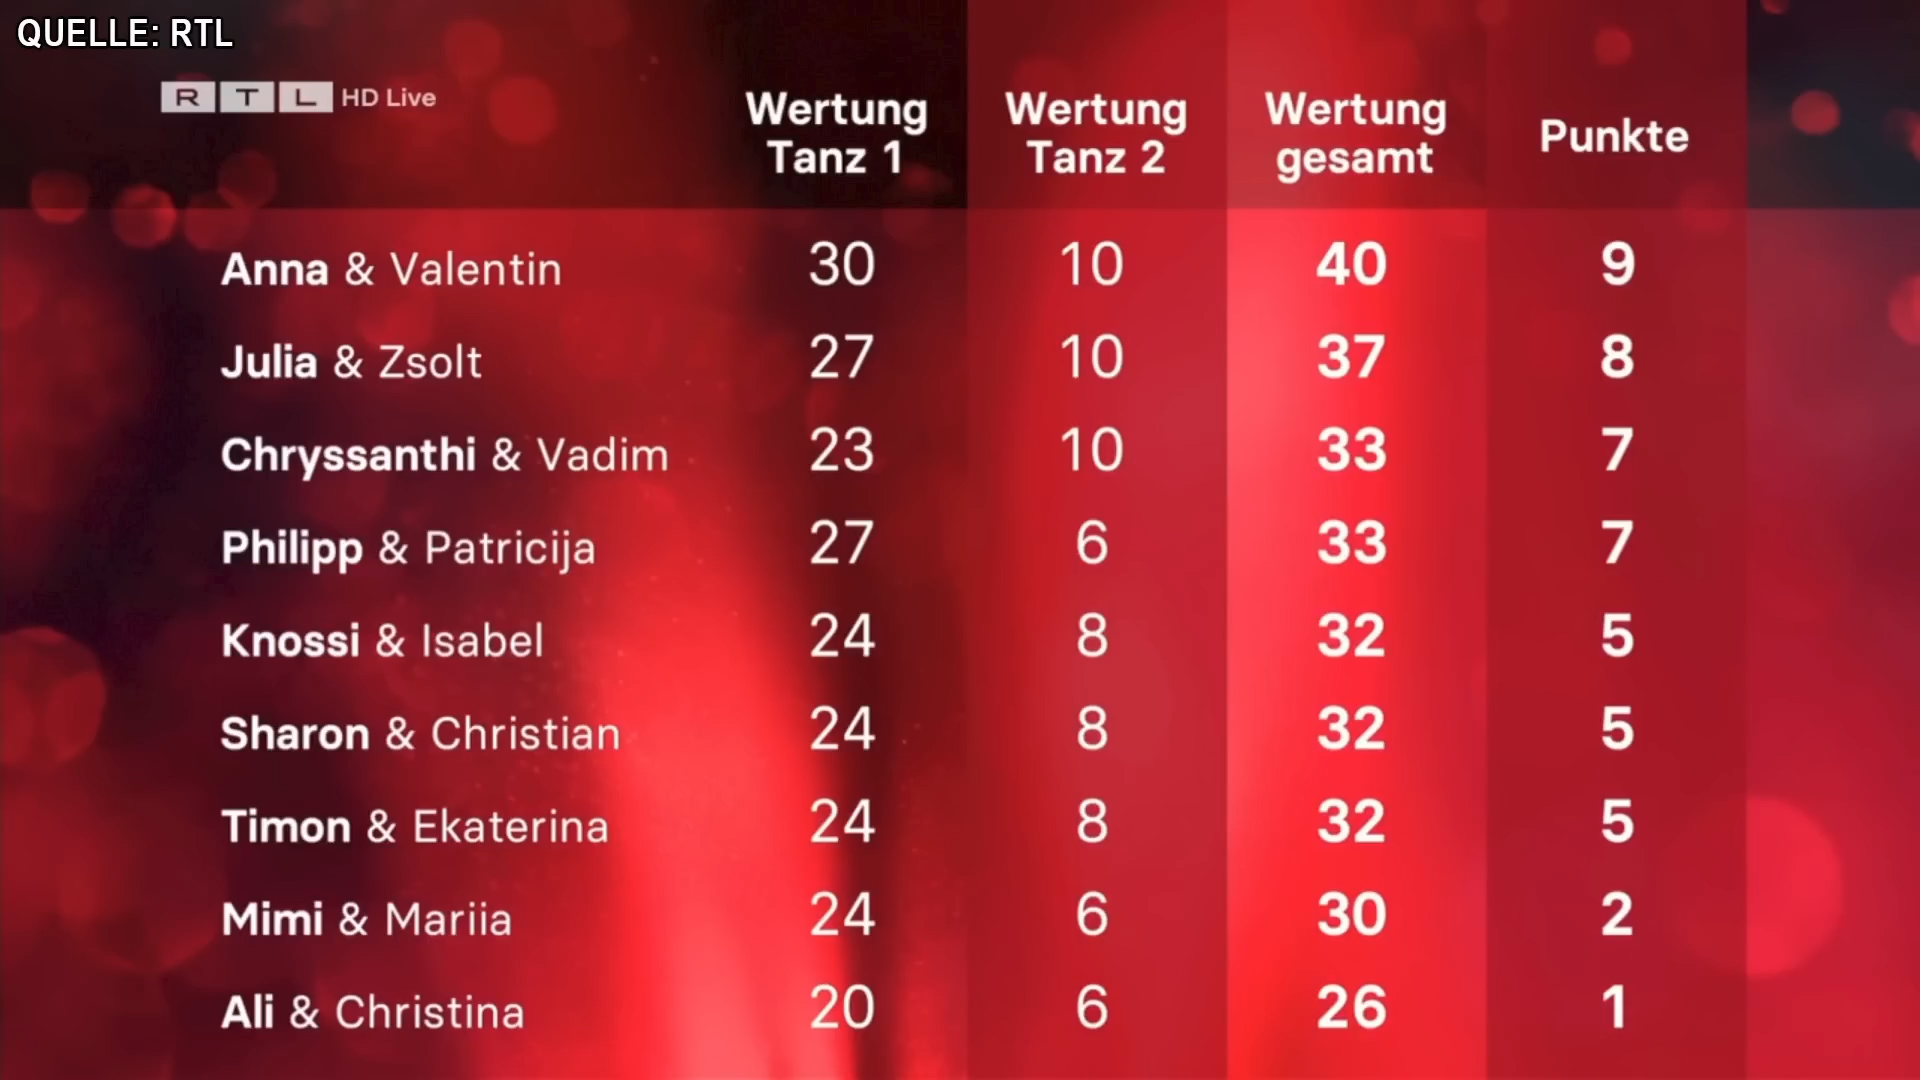 QUELLE: RTL
RTL HD Live
Wertung Tanz 1 Wertung Tanz 2 Wertung gesamt Punkte
Anna & Valentin 30 10 40 9
Julia & Zsolt 27 10 37 8
Chryssanthi & Vadim 23 10 33 7
Philipp & Patricija 27 6 33 7
Knossi & Isabel 24 8 32 5
Sharon & Christian 24 8 32 5
Timon & Ekaterina 24 8 32 5
Mimi & Mariia 24 6 30 2
Ali & Christina 20 6 26 1